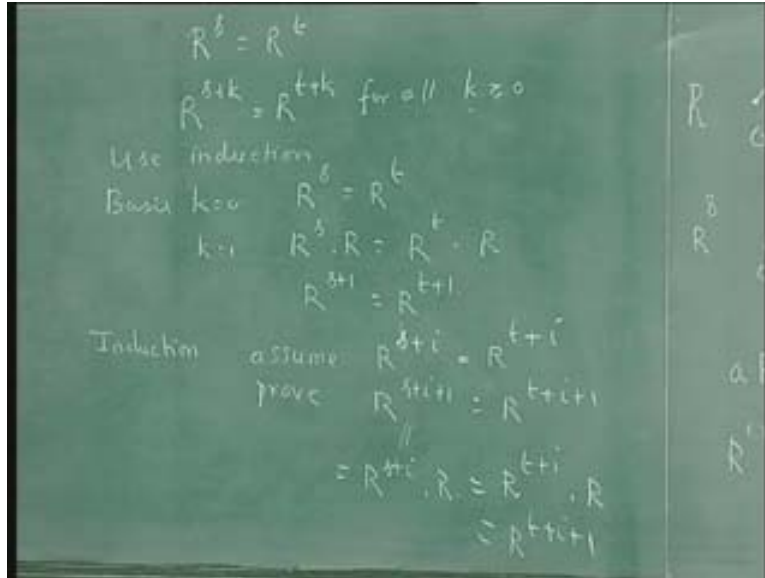 R^s = R^t
R^{s+k} = R^{t+k} for all k ≥ 0
Use induction
Basis k=0 R^s = R^t
k=1 R^s . R = R^t . R
R^{s+1} = R^{t+1}.
Induction assume R^{s+i} = R^{t+i}
prove R^{s+i+1} = R^{t+i+1}
//
= R^{s+i} . R = R^{t+i} . R
= R^{t+i+1}
R
R^s
a